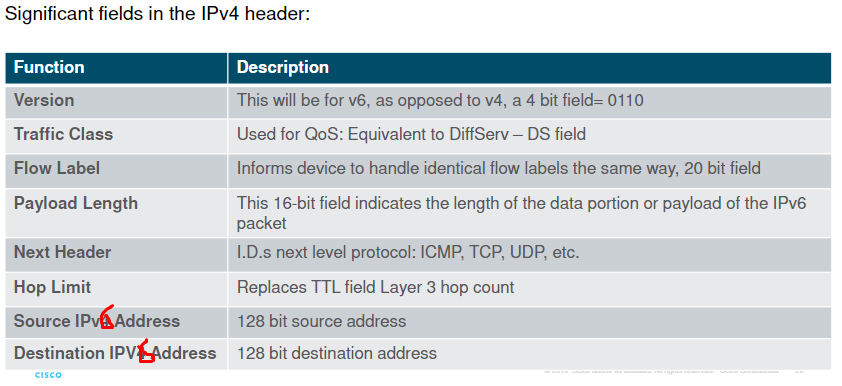 Significant fields in the IPv4 header:
Function Description
Version This will be for v6, as opposed to v4, a 4 bit field= 0110
Traffic Class Used for QoS: Equivalent to DiffServ – DS field
Flow Label Informs device to handle identical flow labels the same way, 20 bit field
Payload Length This 16-bit field indicates the length of the data portion or payload of the IPv6
packet
Next Header I.D.s next level protocol: ICMP, TCP, UDP, etc.
Hop Limit Replaces TTL field Layer 3 hop count
Source IPv6 Address 128 bit source address
Destination IPV6 Address 128 bit destination address
CISCO